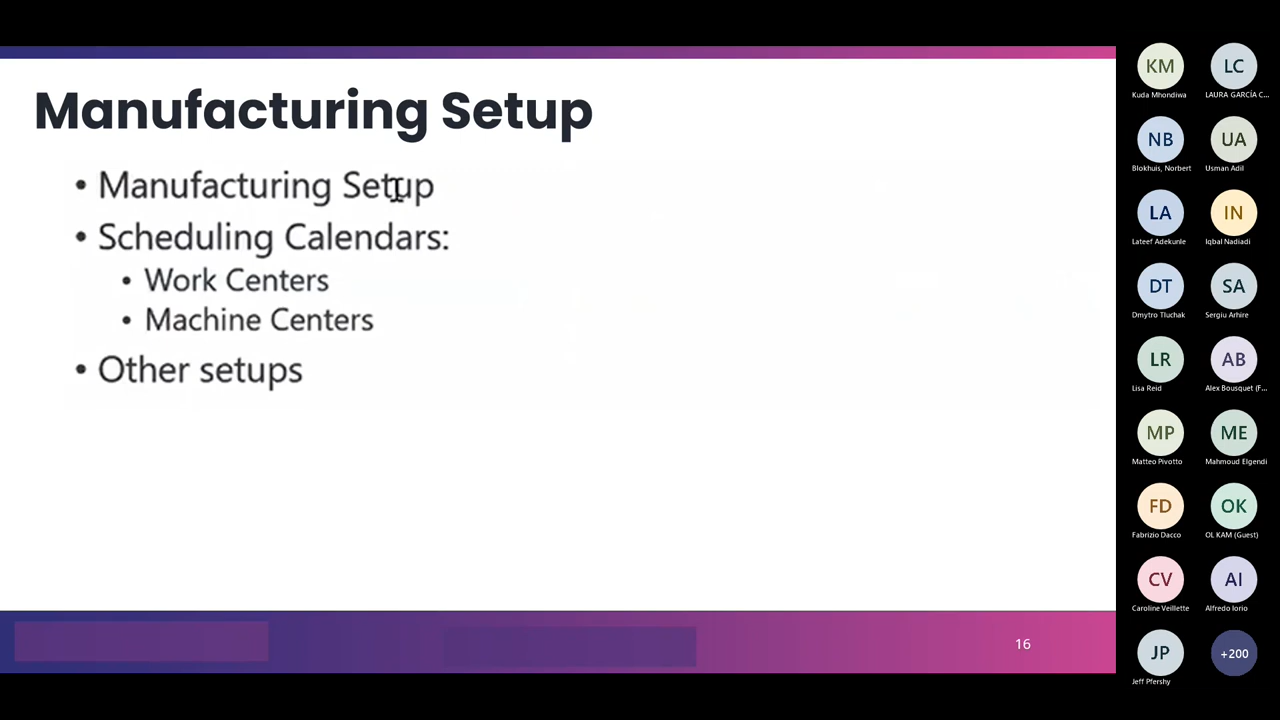 Manufacturing Setup
• Manufacturing Setup
• Scheduling Calendars:
• Work Centers
• Machine Centers
• Other setups
16
KM
Kuda Mhondiwa
LC
LAURA GARCÍA C...
NB
Blokhuis, Norbert
UA
Usman Adil
LA
Lateef Adekunle
IN
Iqbal Nadiadi
DT
Dmytro Tluchak
SA
Sergiu Arhire
LR
Lisa Reid
AB
Alex Bousquet (F...
MP
Matteo Pivotto
ME
Mahmoud Elgendi
FD
Fabrizio Dacco
OK
OL KAM (Guest)
CV
Caroline Veillette
AI
Alfredo Iorio
JP
Jeff Pfershy
+200